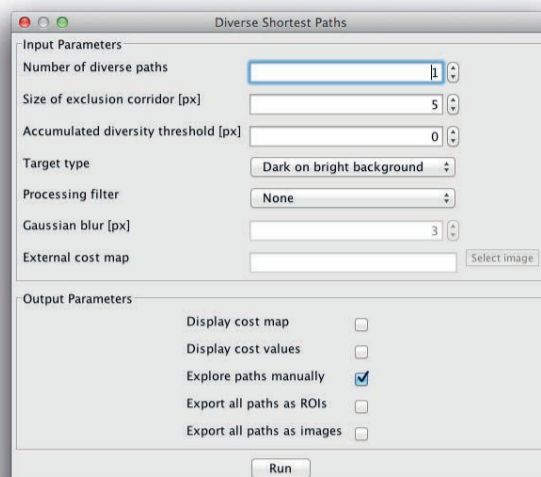 Diverse Shortest Paths
Input Parameters
Number of diverse paths 1
Size of exclusion corridor [px] 5
Accumulated diversity threshold [px] 0
Target type Dark on bright background
Processing filter None
Gaussian blur [px] 3
External cost map Select image
Output Parameters
Display cost map
Display cost values
Explore paths manually
Export all paths as ROIs
Export all paths as images
Run